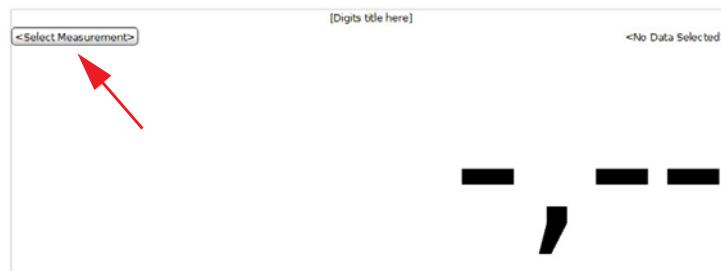 [Digits title here]
<Select Measurement>
<No Data Selected
-,--